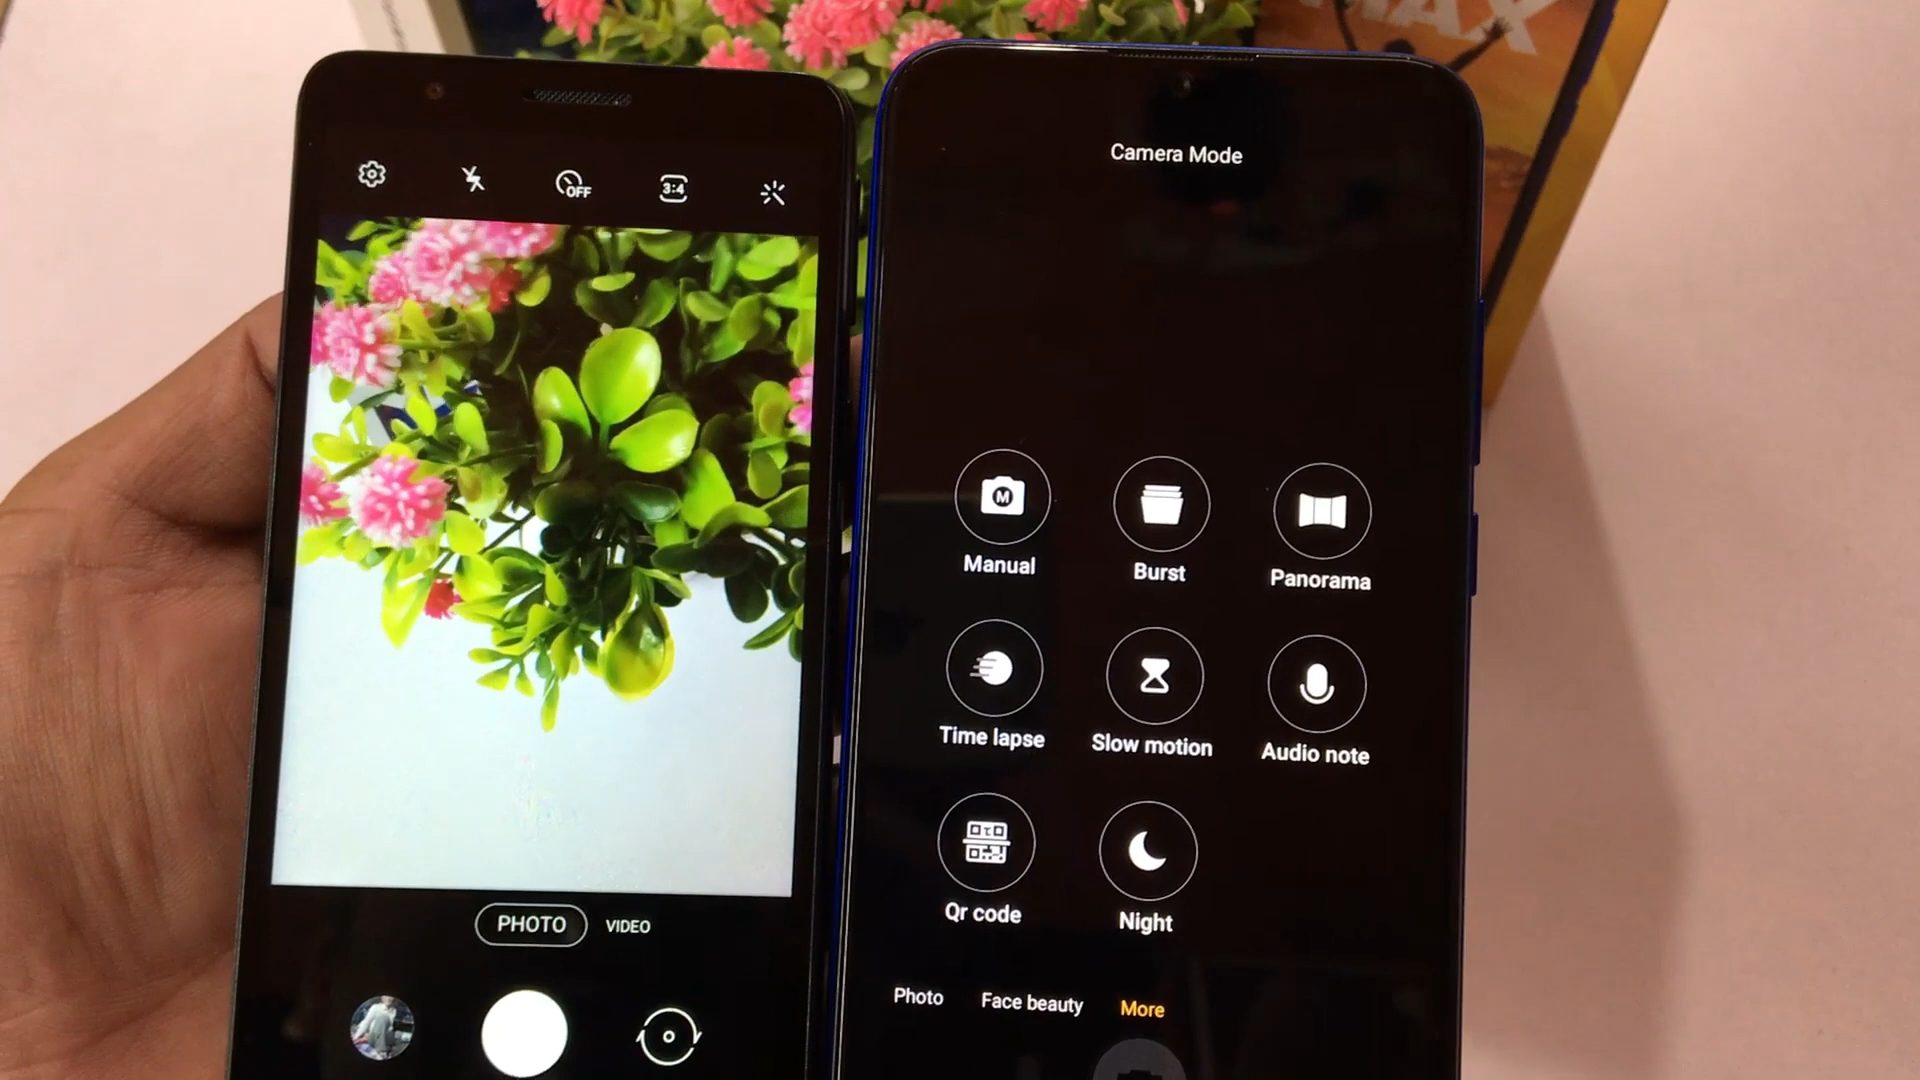 MAX
OFF
3:4
PHOTO
VIDEO
Camera Mode
M
Manual
Burst
Panorama
Time lapse
Slow motion
Audio note
Qr code
Night
Photo
Face beauty
More